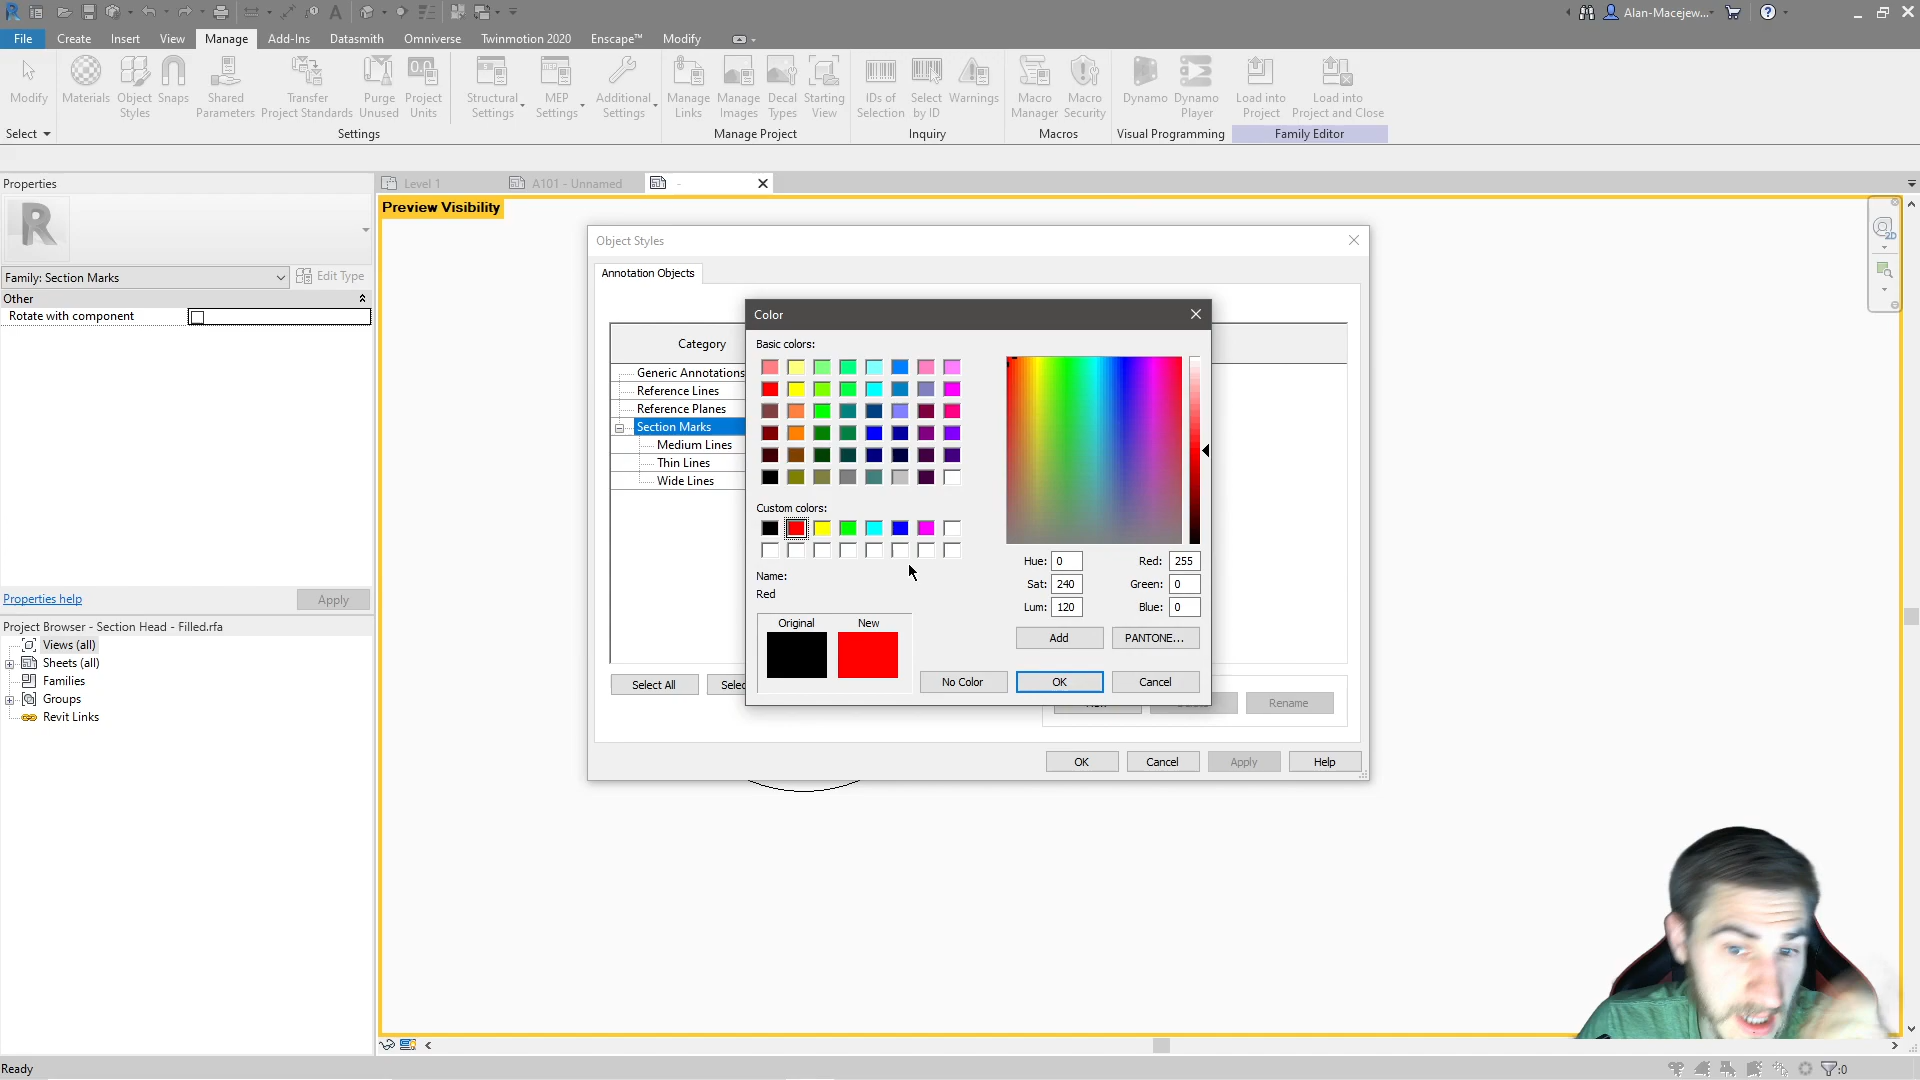 Alan-Macejew...
File Create Insert View Manage Add-Ins Datasmith Omniverse Twinmotion 2020 Enscape™ Modify
Modify Materials Object Styles Snaps Shared Parameters Transfer Project Standards Purge Unused Project Units Structural Settings MEP Settings Additional Settings Manage Links Manage Images Decal Types Starting View IDs of Selection Select by ID Warnings Macro Manager Macro Security Dynamo Dynamo Player Load into Project Load into Project and Close
Select Settings Manage Project Inquiry Macros Visual Programming Family Editor
Properties
Level 1 A101 - Unnamed -
Preview Visibility
R
Family: Section Marks Edit Type
Other
Rotate with component
Properties help Apply
Project Browser - Section Head - Filled.rfa
Views (all)
Sheets (all)
Families
Groups
Revit Links
Object Styles
Annotation Objects
Category
Generic Annotations
Reference Lines
Reference Planes
Section Marks
Medium Lines
Thin Lines
Wide Lines
Select All Selec
Rename
OK Cancel Apply Help
Color
Basic colors:
Custom colors:
Name:
Red
Original New
Hue: 0 Red: 255
Sat: 240 Green: 0
Lum: 120 Blue: 0
Add PANTONE...
No Color OK Cancel
2D
Ready
:0